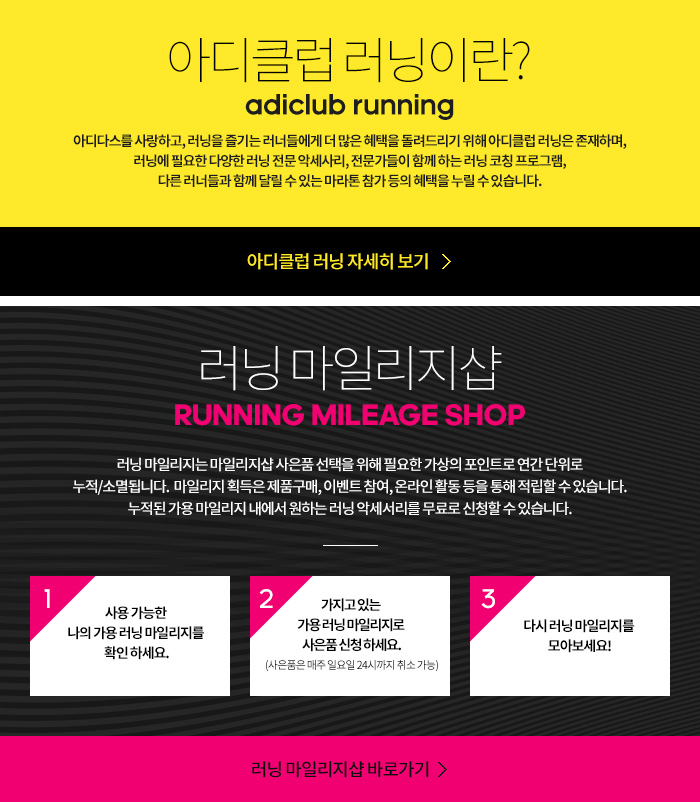 아디클럽 러닝이란?
adiclub running
아디다스를 사랑하고, 러닝을 즐기는 러너들에게 더 많은 혜택을 돌려드리기 위해 아디클럽 러닝은 존재하며,
러닝에 필요한 다양한 러닝 전문 악세사리, 전문가들이 함께 하는 러닝 코칭 프로그램,
다른 러너들과 함께 달릴 수 있는 마라톤 참가 등의 혜택을 누릴 수 있습니다.
아디클럽 러닝 자세히 보기 >
러닝 마일리지샵
RUNNING MILEAGE SHOP
러닝 마일리지는 마일리지샵 사은품 선택을 위해 필요한 가상의 포인트로 연간 단위로
누적/소멸됩니다. 마일리지 획득은 제품구매, 이벤트 참여, 온라인 활동 등을 통해 적립할 수 있습니다.
누적된 가용 마일리지 내에서 원하는 러닝 악세서리를 무료로 신청할 수 있습니다.
1
사용 가능한
나의 가용 러닝 마일리지를
확인 하세요.
2
가지고 있는
가용 러닝 마일리지로
사은품 신청 하세요.
(사은품은 매주 일요일 24시까지 취소 가능)
3
다시 러닝 마일리지를
모아보세요!
러닝 마일리지샵 바로가기 >